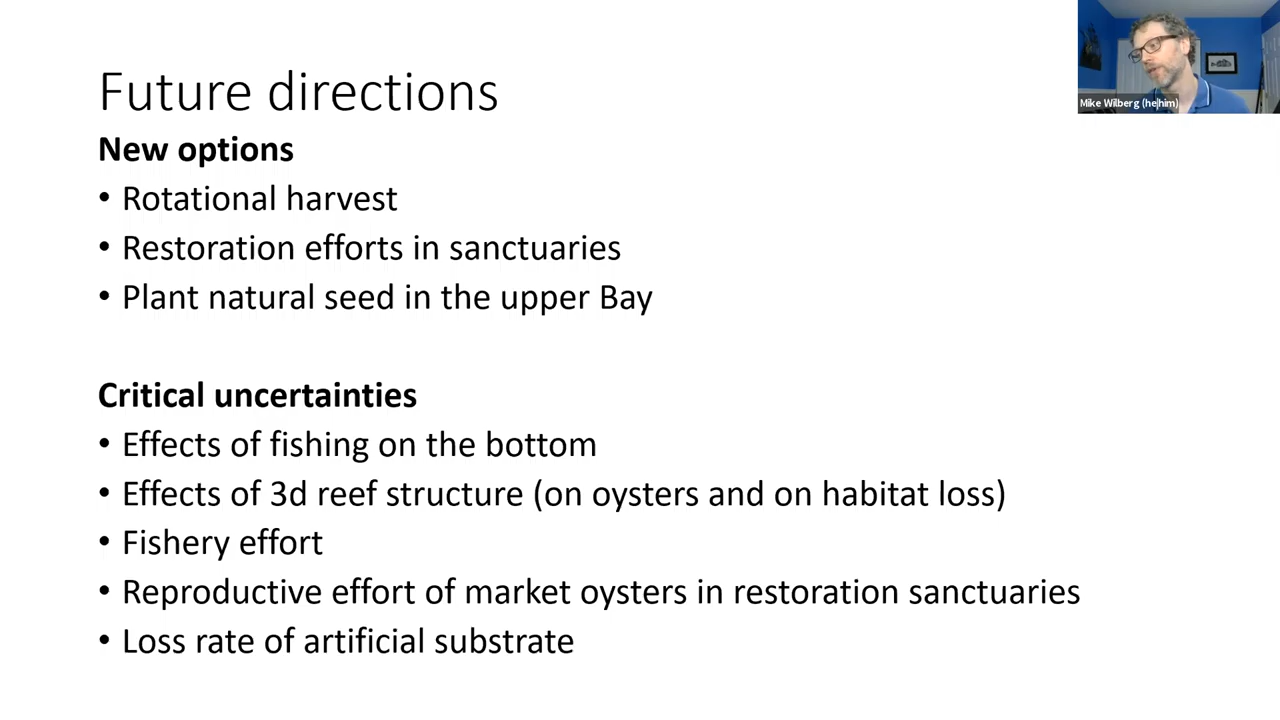 Future directions
New options
• Rotational harvest
• Restoration efforts in sanctuaries
• Plant natural seed in the upper Bay
Critical uncertainties
• Effects of fishing on the bottom
• Effects of 3d reef structure (on oysters and on habitat loss)
• Fishery effort
• Reproductive effort of market oysters in restoration sanctuaries
• Loss rate of artificial substrate
Mike Wilberg (he|him)